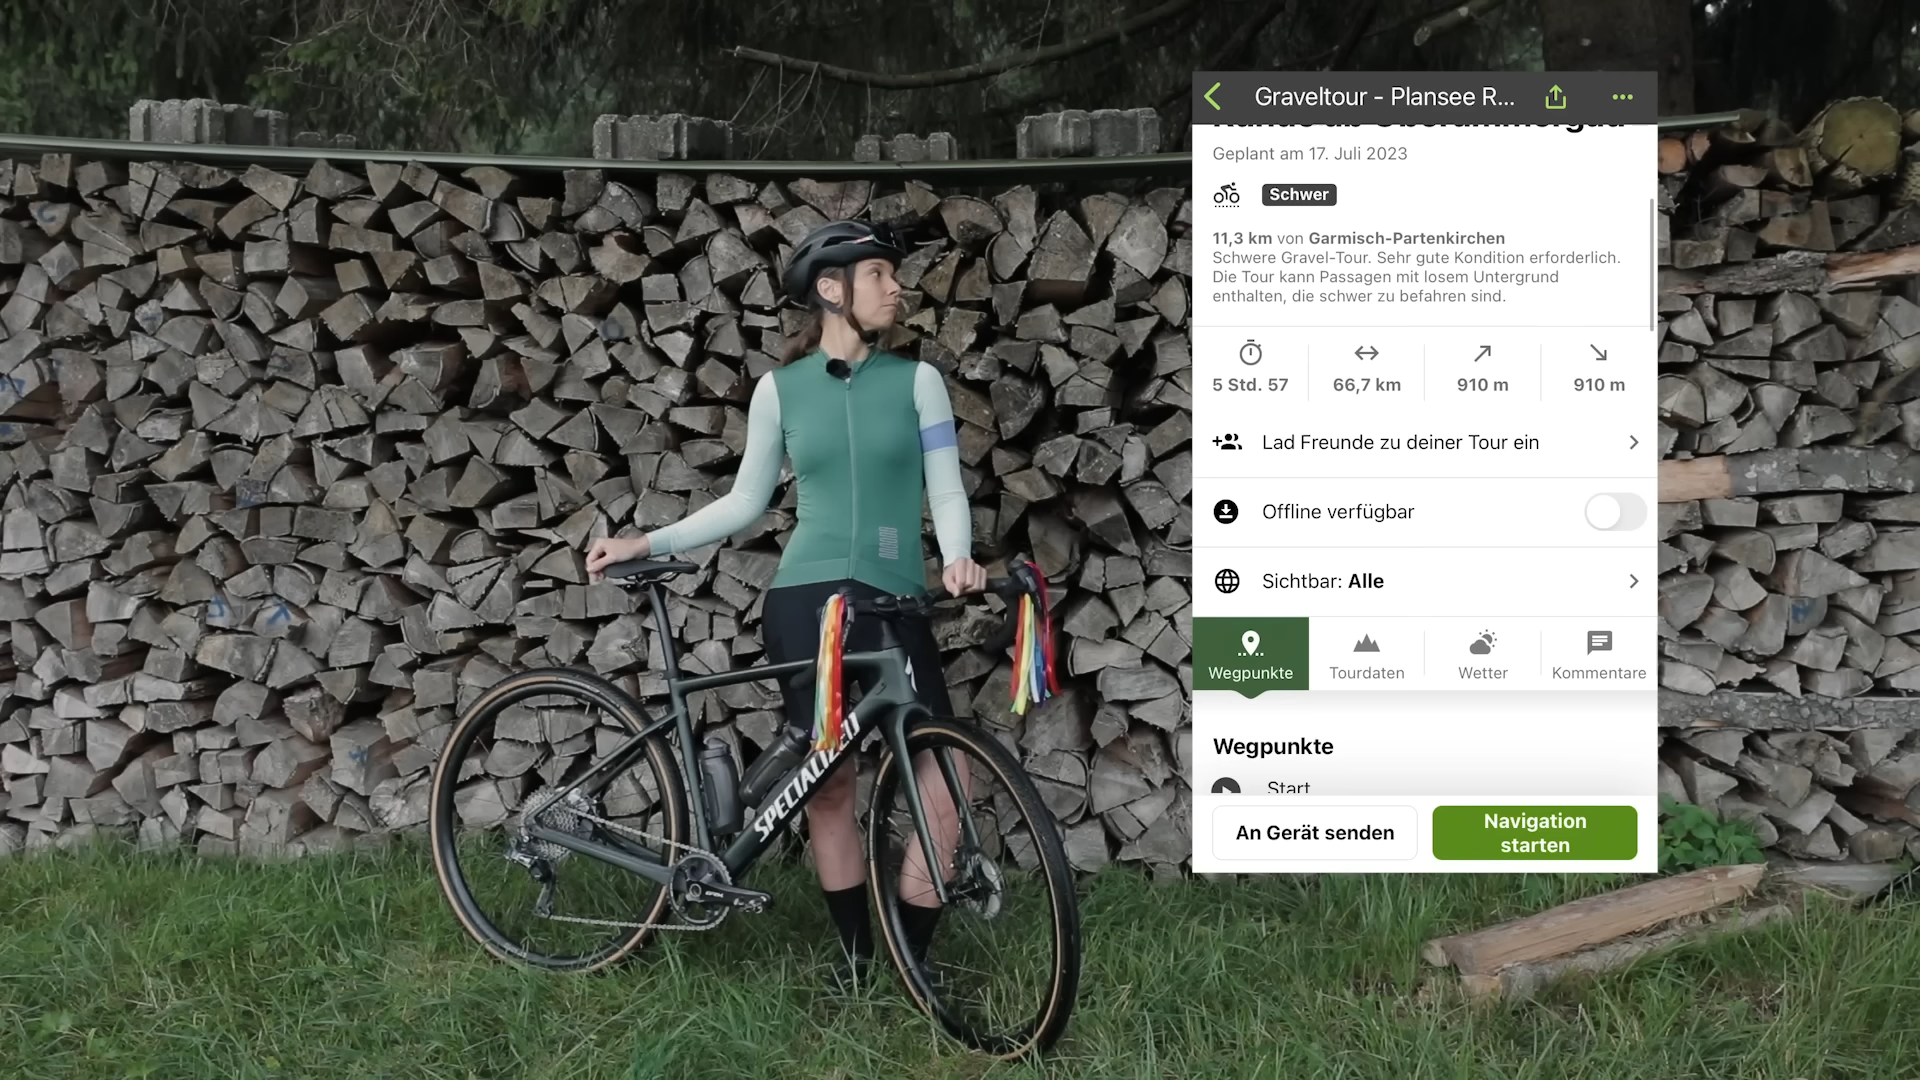 Graveltour - Plansee R...
Runde ab Oberammergau
Geplant am 17. Juli 2023
Schwer
11,3 km von Garmisch-Partenkirchen
Schwere Gravel-Tour. Sehr gute Kondition erforderlich.
Die Tour kann Passagen mit losem Untergrund
enthalten, die schwer zu befahren sind.
5 Std. 57
66,7 km
910 m
910 m
Lad Freunde zu deiner Tour ein
Offline verfügbar
Sichtbar: Alle
Wegpunkte
Tourdaten
Wetter
Kommentare
Wegpunkte
Start
An Gerät senden
Navigation
starten
SPECIALIZED